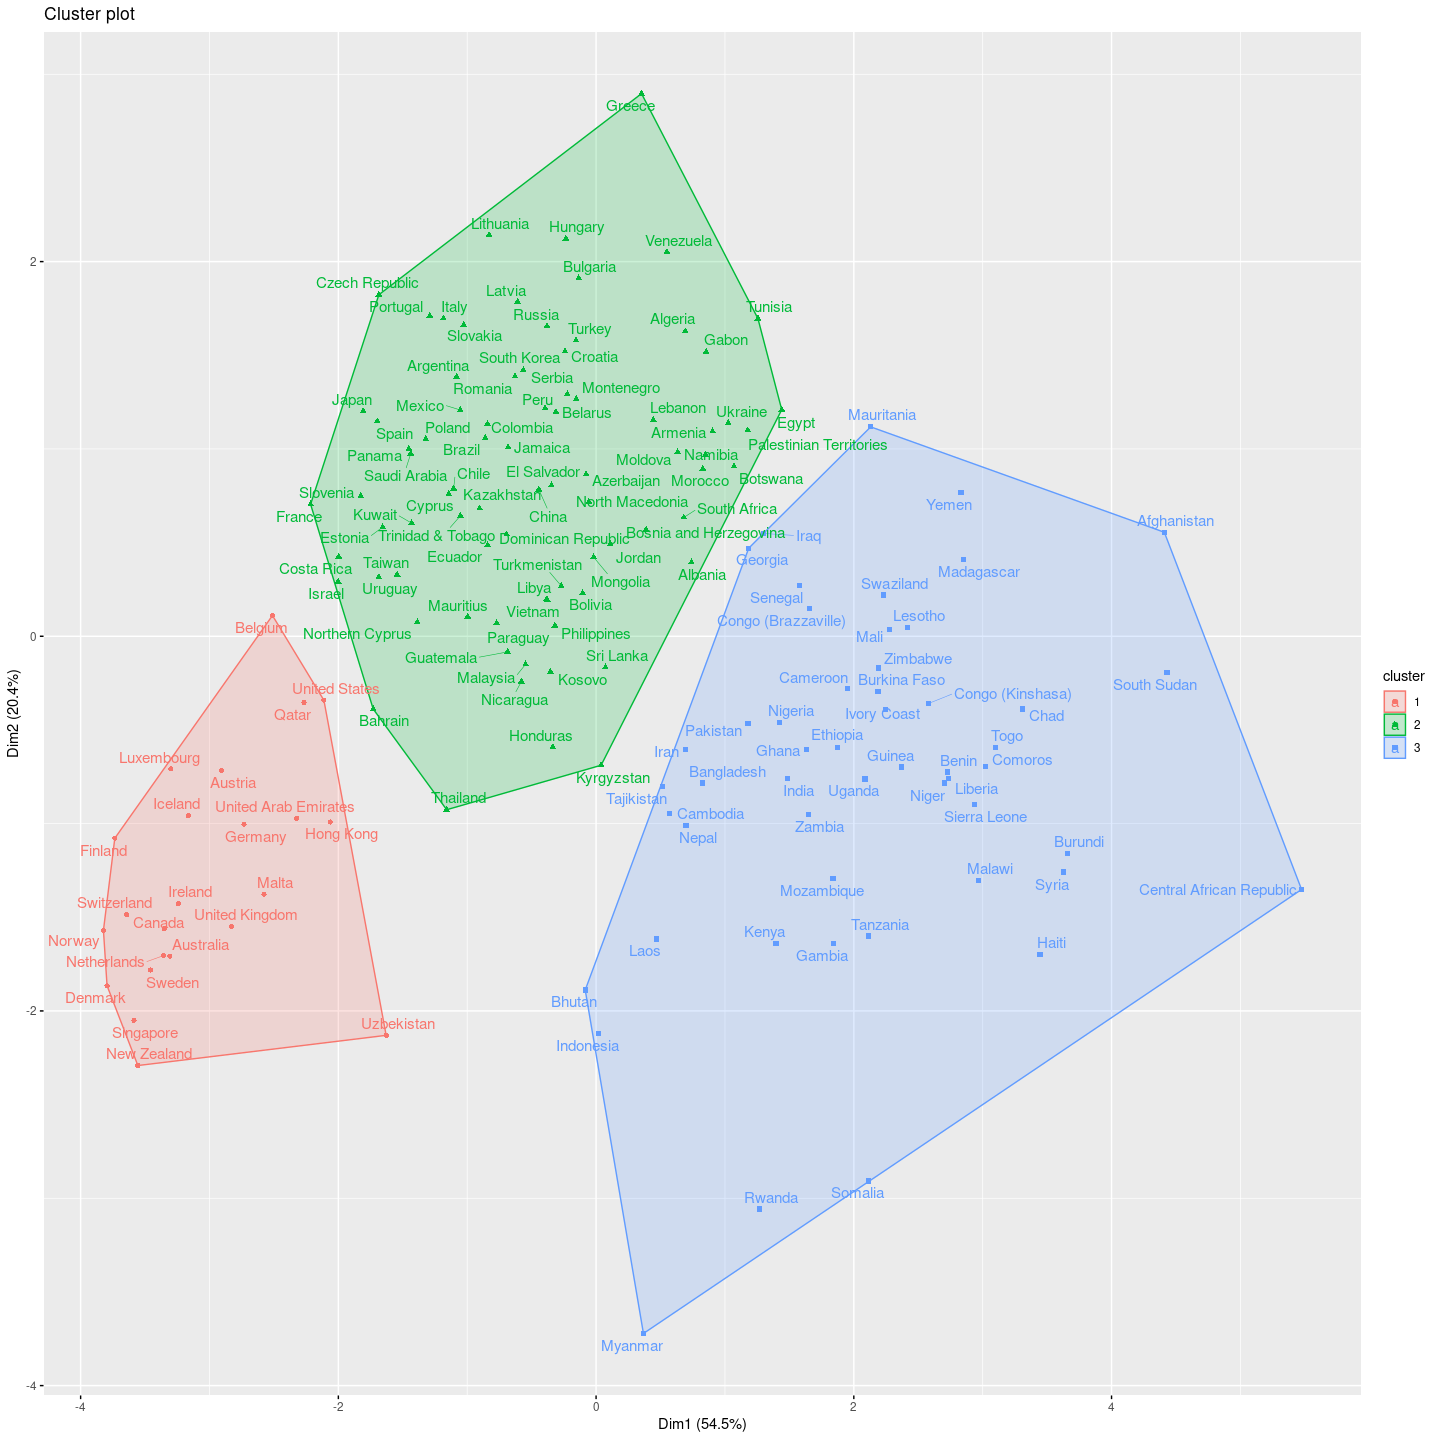 Cluster plot
Greece
Lithuania
Hungary
Venezuela
Bulgaria
Czech Republic
Latvia
Portugal
Italy
Tunisia
Russia
Algeria
Slovakia
Turkey
Gabon
South Korea
Croatia
Argentina
Serbia
Romania
Montenegro
Japan
Peru
Mexico
Belarus
Lebanon
Ukraine
Mauritania
Egypt
Spain
Poland
Colombia
Armenia
Palestinian Territories
Panama
Brazil
Jamaica
Moldova
Namibia
Saudi Arabia
Chile
El Salvador
Azerbaijan
Morocco
Botswana
Slovenia
Kazakhstan
Cyprus
North Macedonia
Yemen
France
Kuwait
China
South Africa
Afghanistan
Estonia
Trinidad & Tobago
Dominican Republic
Bosnia and Herzegovina
Iraq
Ecuador
Jordan
Georgia
Costa Rica
Taiwan
Turkmenistan
Albania
Madagascar
Israel
Uruguay
Libya
Mongolia
Swaziland
Mauritius
Vietnam
Bolivia
Senegal
Belgium
Northern Cyprus
Paraguay
Philippines
Congo (Brazzaville)
Lesotho
Mali
Guatemala
Sri Lanka
Zimbabwe
Malaysia
Kosovo
Cameroon
Burkina Faso
South Sudan
United States
Nicaragua
Congo (Kinshasa)
Qatar
Bahrain
Nigeria
Ivory Coast
Chad
Honduras
Pakistan
Ethiopia
Togo
Luxembourg
Iran
Ghana
Guinea
Benin
Comoros
Austria
Kyrgyzstan
Bangladesh
India
Uganda
Niger
Liberia
Iceland
United Arab Emirates
Thailand
Tajikistan
Cambodia
Sierra Leone
Germany
Hong Kong
Nepal
Zambia
Finland
Burundi
Malta
Malawi
Syria
Ireland
Mozambique
Central African Republic
Switzerland
Canada
United Kingdom
Norway
Australia
Laos
Kenya
Tanzania
Haiti
Netherlands
Gambia
Sweden
Denmark
Bhutan
Singapore
Uzbekistan
Indonesia
New Zealand
Rwanda
Somalia
Myanmar
2
0
-2
-4
-4
-2
0
2
4
Dim1 (54.5%)
Dim2 (20.4%)
cluster
a 1
a 2
a 3